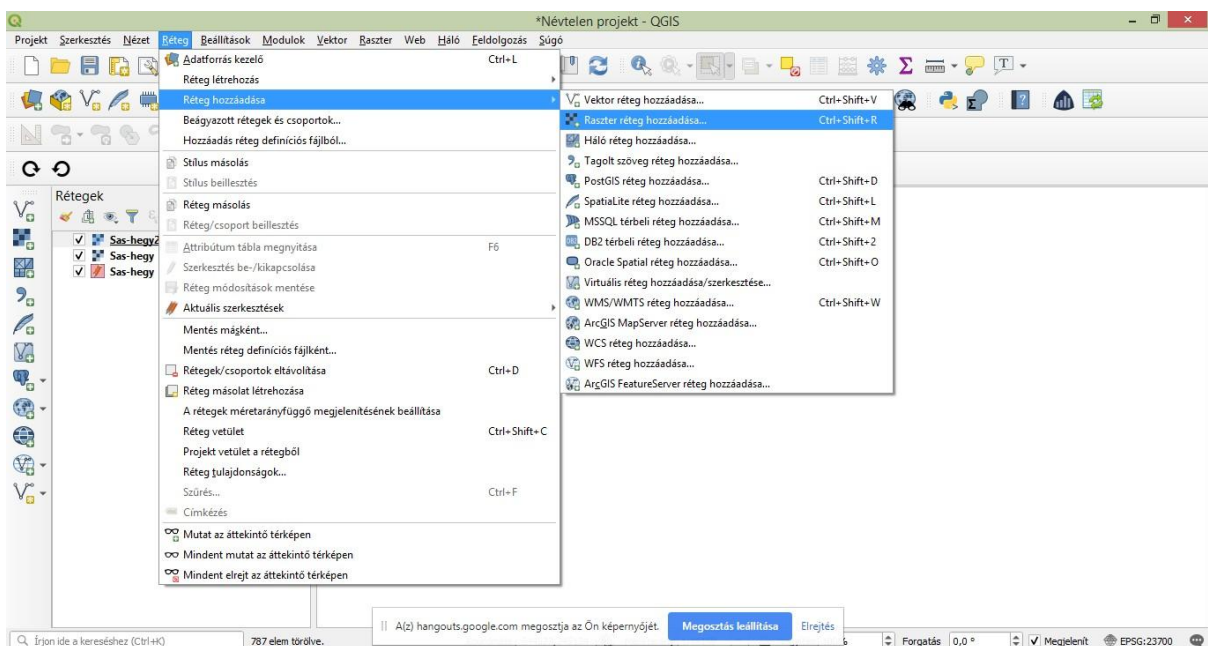 *Névtelen projekt - QGIS
Projekt Szerkesztés Nézet Réteg Beállítások Modulok Vektor Raszter Web Háló Feldolgozás Súgó
Adatforrás kezelő Ctrl+L
Réteg létrehozás
Réteg hozzáadása
Beágyazott rétegek és csoportok...
Hozzáadás réteg definíciós fájlból...
Stílus másolás
Stílus beillesztés
Réteg másolás
Réteg/csoport beillesztés
Attribútum tábla megnyitása F6
Szerkesztés be-/kikapcsolása
Réteg módosítások mentése
Aktuális szerkesztések
Mentés másként...
Mentés réteg definíciós fájlként...
Rétegek/csoportok eltávolítása Ctrl+D
Réteg másolat létrehozása
A rétegek méretarányfüggő megjelenítésének beállítása
Réteg vetület Ctrl+Shift+C
Projekt vetület a rétegből
Réteg tulajdonságok...
Szűrés... Ctrl+F
Címkézés
Mutat az áttekintő térképen
Mindent mutat az áttekintő térképen
Mindent elrejt az áttekintő térképen
Vektor réteg hozzáadása... Ctrl+Shift+V
Raszter réteg hozzáadása... Ctrl+Shift+R
Háló réteg hozzáadása...
Tagolt szöveg réteg hozzáadása...
PostGIS réteg hozzáadása... Ctrl+Shift+D
SpatiaLite réteg hozzáadása... Ctrl+Shift+L
MSSQL térbeli réteg hozzáadása... Ctrl+Shift+M
DB2 térbeli réteg hozzáadása... Ctrl+Shift+2
Oracle Spatial réteg hozzáadása... Ctrl+Shift+O
Virtuális réteg hozzáadása/szerkesztése...
WMS/WMTS réteg hozzáadása... Ctrl+Shift+W
ArcGIS MapServer réteg hozzáadása...
WCS réteg hozzáadása...
WFS réteg hozzáadása...
ArcGIS FeatureServer réteg hozzáadása...
Rétegek
Sas-hegy2
Sas-hegy
Sas-hegy
A(z) hangouts.google.com megosztja az Ön képernyőjét. Megosztás leállítása Elrejtés
Írjon ide a kereséshez (Ctrl+K) 787 elem törölve. % Forgatás 0,0 ° Megjelenít EPSG:23700